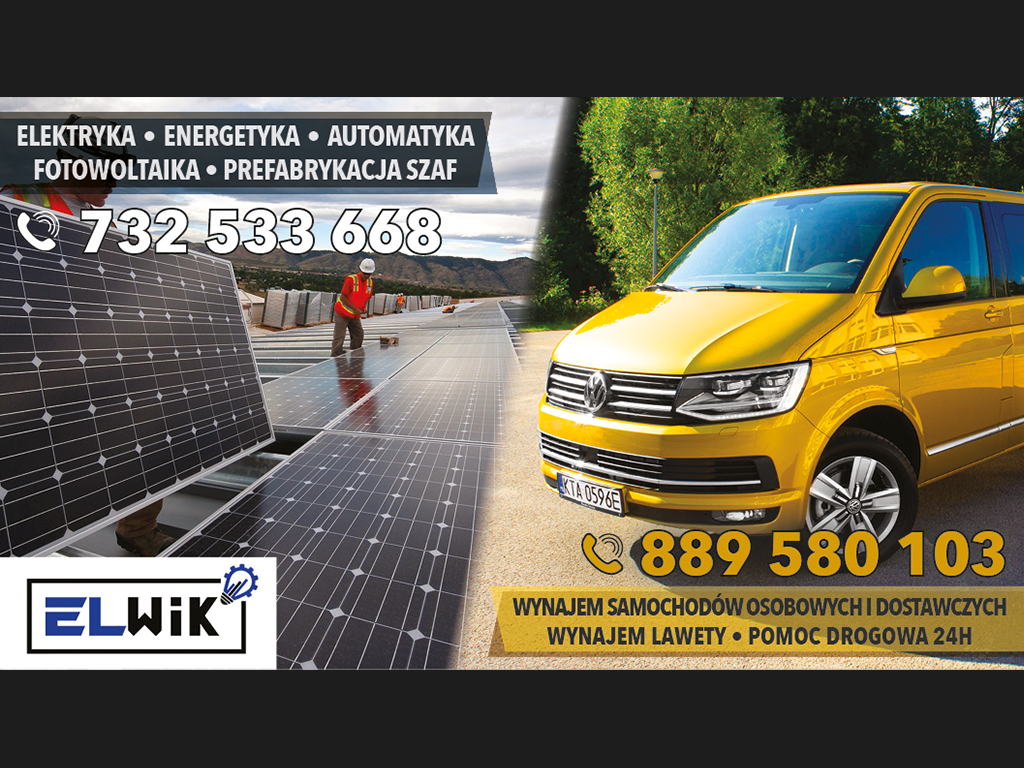 ELEKTRYKA • ENERGETYKA • AUTOMATYKA
FOTOWOLTAIKA • PREFABRYKACJA SZAF
732 533 668
KTA 0596E
889 580 103
WYNAJEM SAMOCHODÓW OSOBOWYCH I DOSTAWCZYCH
WYNAJEM LAWETY • POMOC DROGOWA 24H
ELWiK